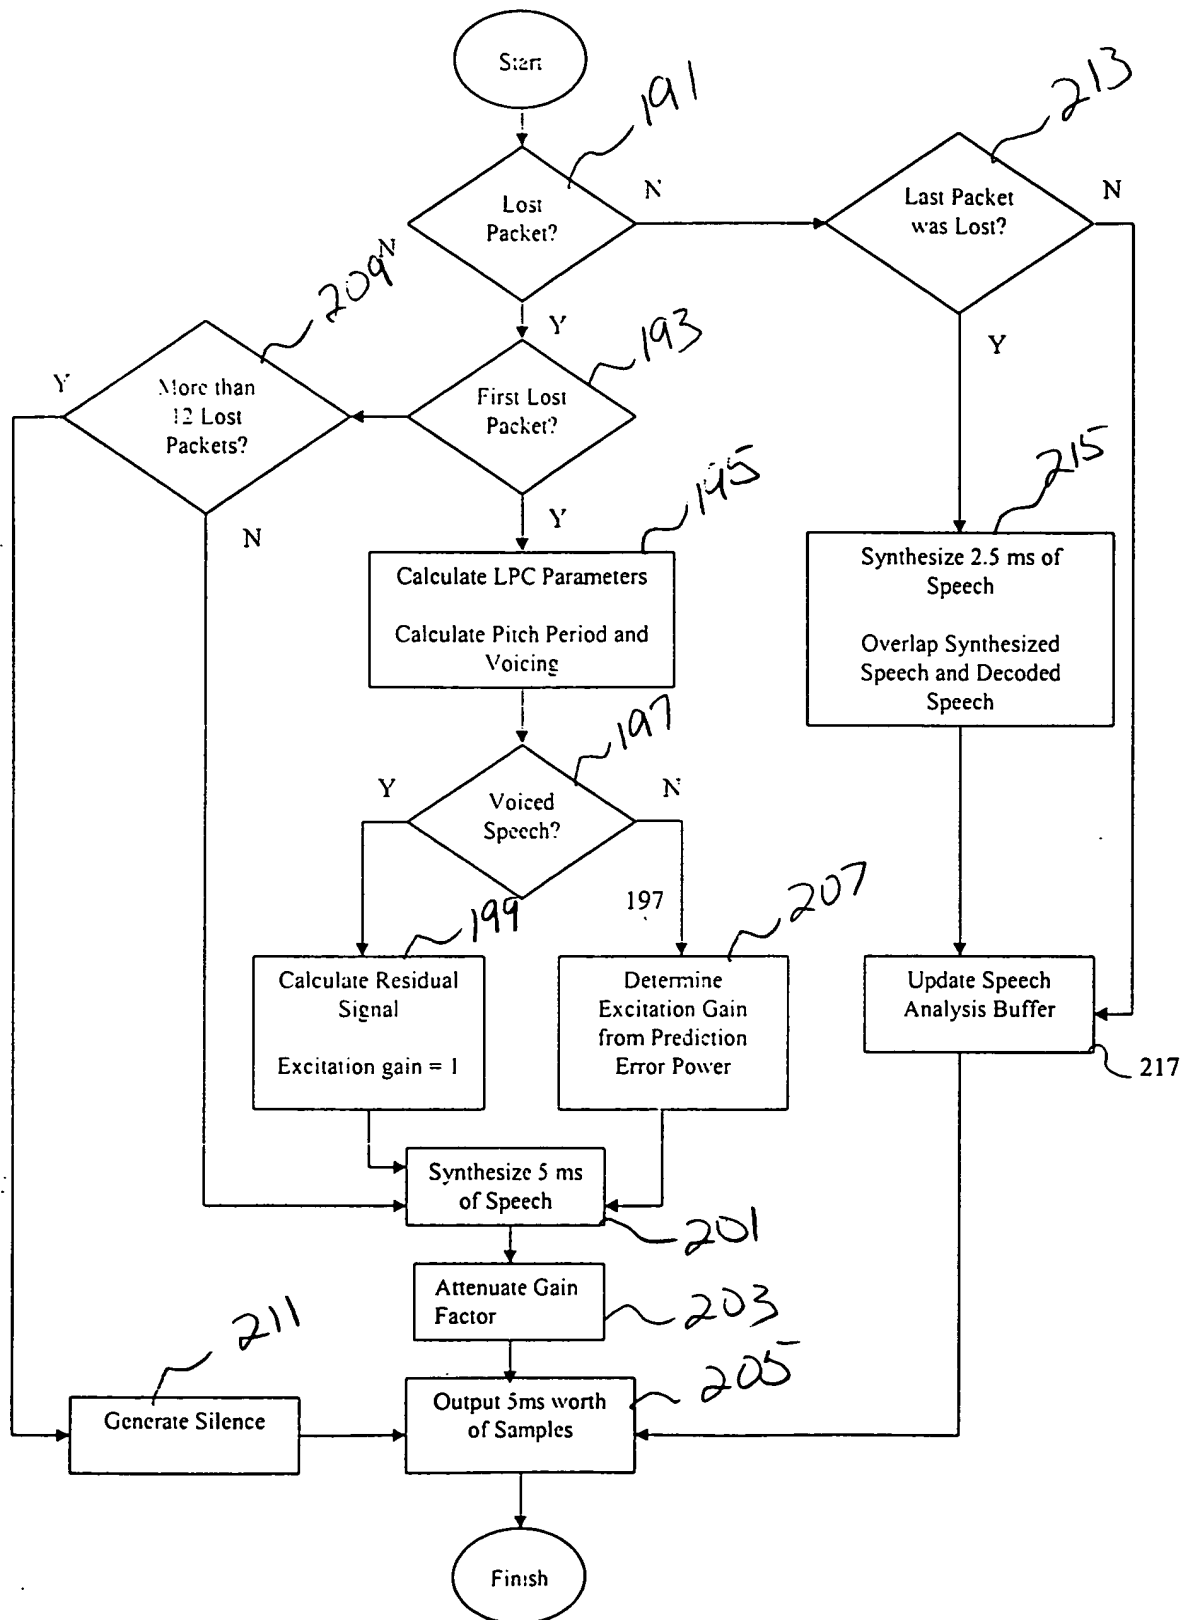 Start
191
213
Lost
Packet?
N
Last Packet
was Lost?
N
N
209
Y
193
Y
Y
More than
12 Lost
Packets?
First Lost
Packet?
N
Y
195
215
Calculate LPC Parameters
Calculate Pitch Period and
Voicing
Synthesize 2.5 ms of
Speech
Overlap Synthesized
Speech and Decoded
Speech
197
Y
N
Voiced
Speech?
199
197
207
Calculate Residual
Signal
Excitation gain = 1
Determine
Excitation Gain
from Prediction
Error Power
Update Speech
Analysis Buffer
217
Synthesize 5 ms
of Speech
201
Attenuate Gain
Factor
203
211
205
Generate Silence
Output 5ms worth
of Samples
Finish